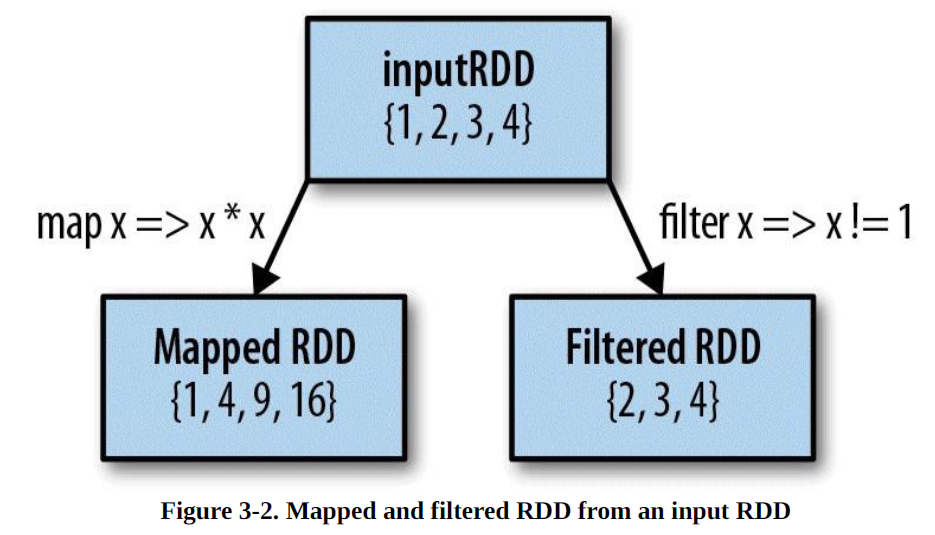 inputRDD
{1, 2, 3, 4}
map x => x * x
filter x => x != 1
Mapped RDD
{1, 4, 9, 16}
Filtered RDD
{2, 3, 4}
Figure 3-2. Mapped and filtered RDD from an input RDD